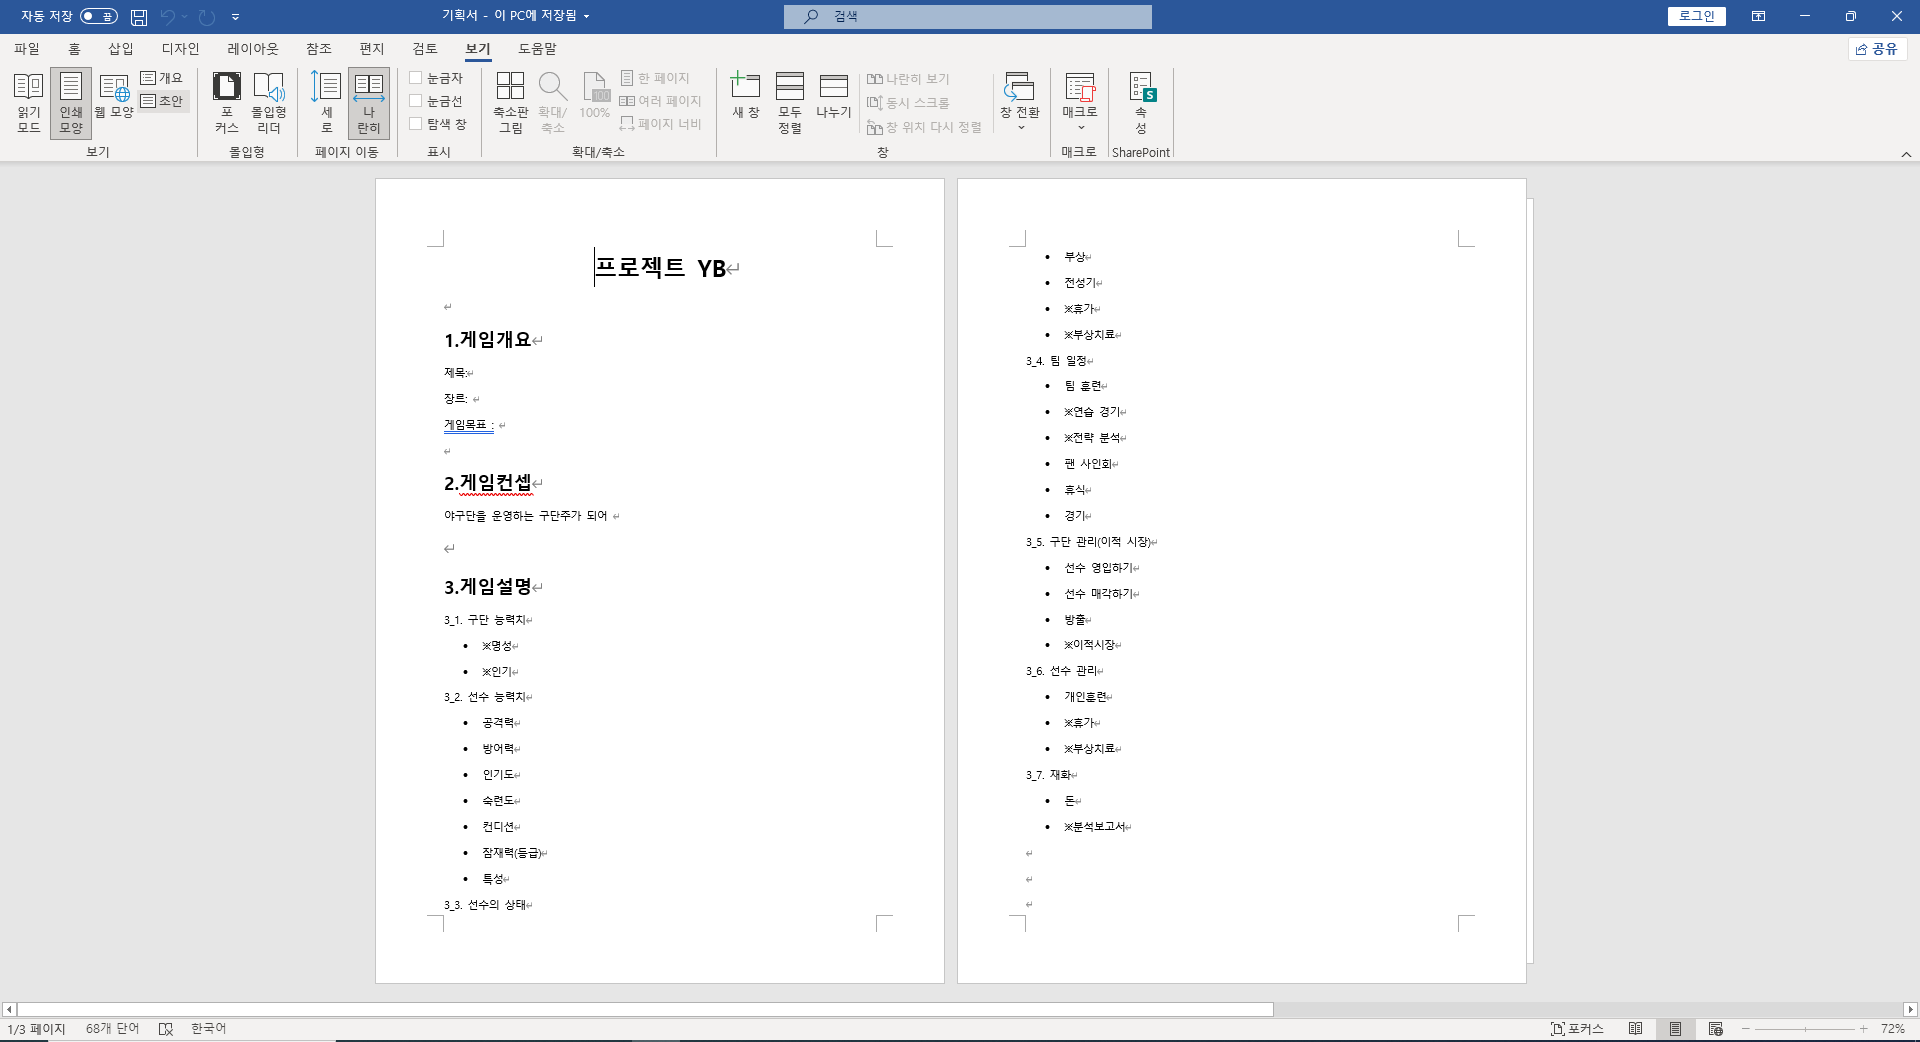 자동 저장 끔 기획서 - 이 PC에 저장됨 검색 로그인
파일 홈 삽입 디자인 레이아웃 참조 편지 검토 보기 도움말 공유
읽기 모드
인쇄 모양
웹 모양
개요
초안
포커스
몰입형 리더
세로
나란히
눈금자
눈금선
탐색 창
축소판 그림
확대/축소
100%
한 페이지
여러 페이지
페이지 너비
새 창
모두 정렬
나누기
나란히 보기
동시 스크롤
창 위치 다시 정렬
창 전환
매크로
속성
보기 몰입형 페이지 이동 표시 확대/축소 창 매크로 SharePoint
프로젝트 YB
1.게임개요
제목:
장르:
게임목표 :
2.게임컨셉
야구단을 운영하는 구단주가 되어
3.게임설명
3_1. 구단 능력치
• ※명성
• ※인기
3_2. 선수 능력치
• 공격력
• 방어력
• 인기도
• 숙련도
• 컨디션
• 잠재력(등급)
• 특성
3_3. 선수의 상태
• 부상
• 전성기
• ※휴가
• ※부상치료
3_4. 팀 일정
• 팀 훈련
• ※연습 경기
• ※전략 분석
• 팬 사인회
• 휴식
• 경기
3_5. 구단 관리(이적 시장)
• 선수 영입하기
• 선수 매각하기
• 방출
• ※이적시장
3_6. 선수 관리
• 개인훈련
• ※휴가
• ※부상치료
3_7. 재화
• 돈
• ※분석보고서
1/3 페이지 68개 단어 한국어 포커스 72%